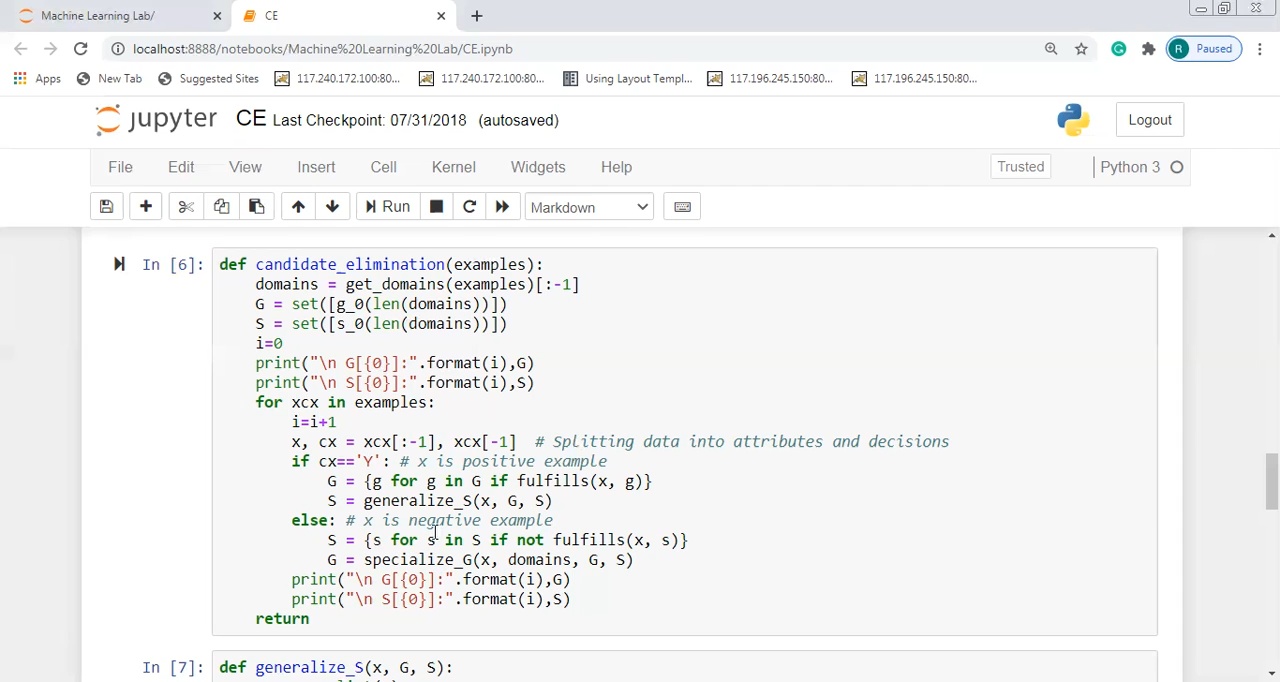 Machine Learning Lab/
CE
localhost:8888/notebooks/Machine%20Learning%20Lab/CE.ipynb
R Paused
Apps New Tab Suggested Sites 117.240.172.100:80... 117.240.172.100:80... Using Layout Templ... 117.196.245.150:80... 117.196.245.150:80...
jupyter CE Last Checkpoint: 07/31/2018 (autosaved) Logout
File Edit View Insert Cell Kernel Widgets Help Trusted Python 3
Run Markdown
In [6]: def candidate_elimination(examples):
domains = get_domains(examples)[:-1]
G = set([g_0(len(domains))])
S = set([s_0(len(domains))])
i=0
print("\n G[{0}]:".format(i),G)
print("\n S[{0}]:".format(i),S)
for xcx in examples:
i=i+1
x, cx = xcx[:-1], xcx[-1] # Splitting data into attributes and decisions
if cx=='Y': # x is positive example
G = {g for g in G if fulfills(x, g)}
S = generalize_S(x, G, S)
else: # x is negative example
S = {s for s in S if not fulfills(x, s)}
G = specialize_G(x, domains, G, S)
print("\n G[{0}]:".format(i),G)
print("\n S[{0}]:".format(i),S)
return
In [7]: def generalize_S(x, G, S):